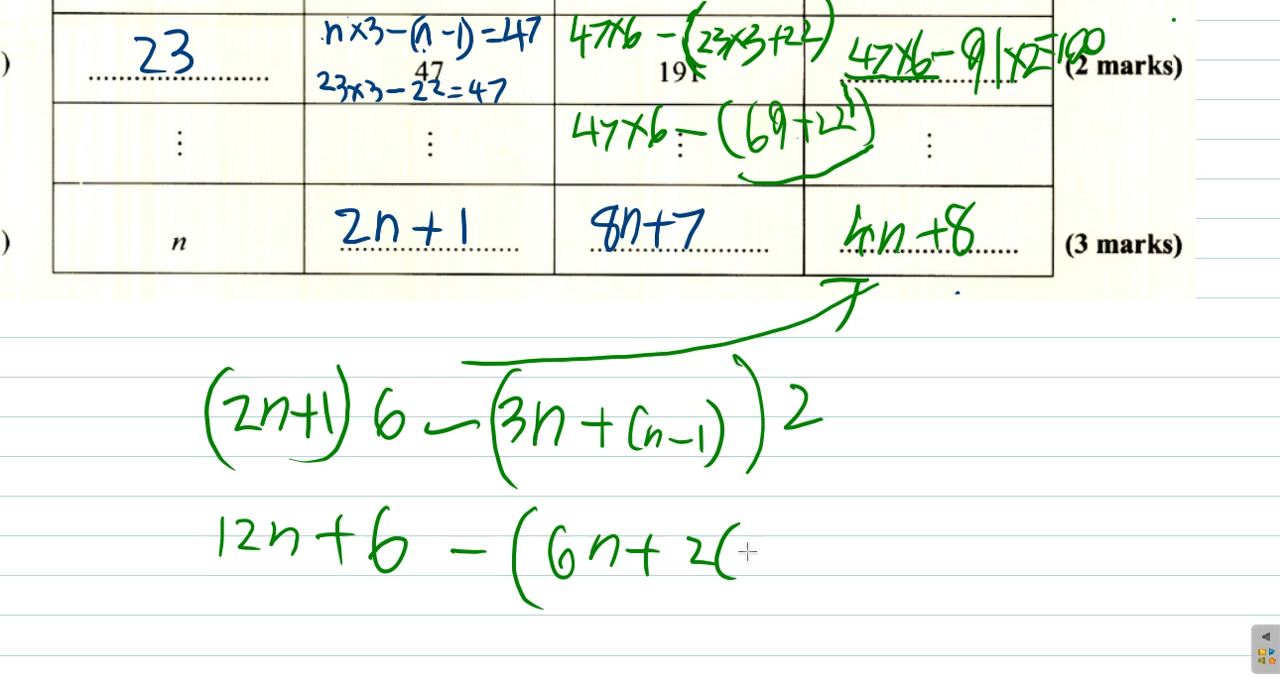 ) 23 n×3-(n-1)=47 47×6-(23×3+22) 47×6-91×2=100
23×3-22=47 47 191 (2 marks)
⋮ ⋮ 47×6-(69+22) ⋮ ⋮
) n 2n+1 8n+7 4n+8 (3 marks)
(2n+1)6-(3n+(n-1))2
12n+6-(6n+2(